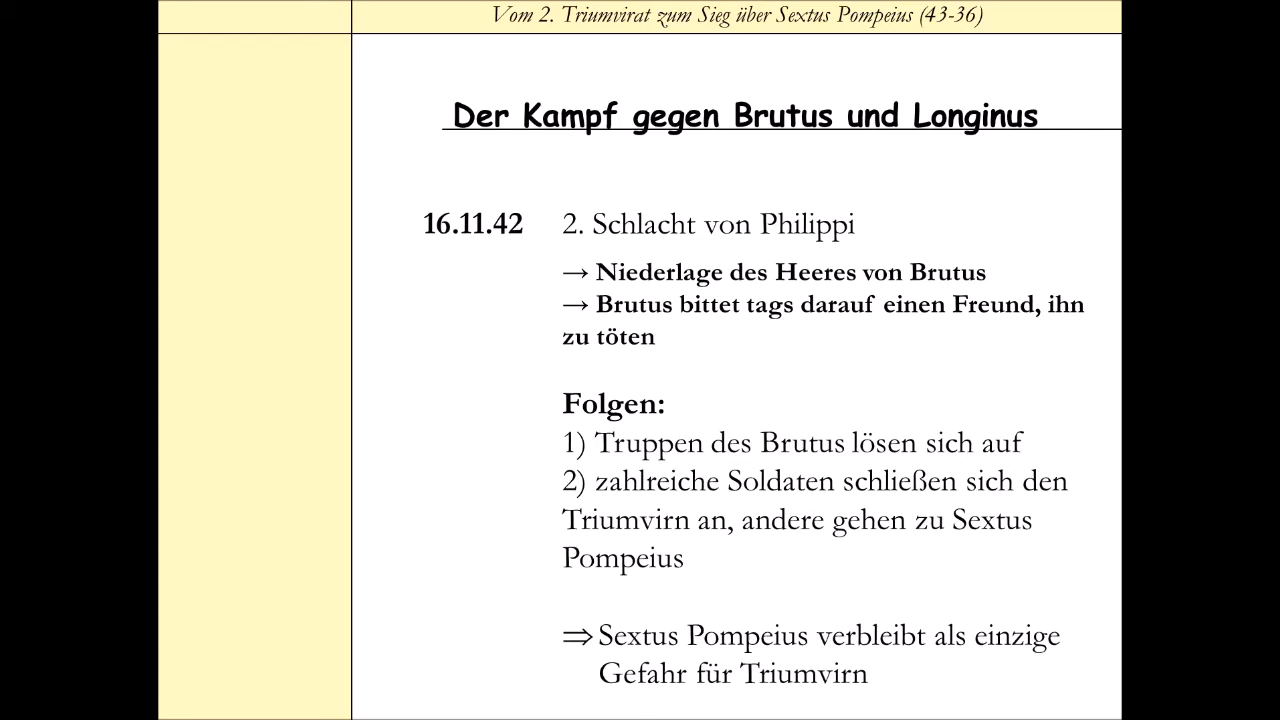 Vom 2. Triumvirat zum Sieg über Sextus Pompeius (43-36)
Der Kampf gegen Brutus und Longinus
16.11.42 2. Schlacht von Philippi
→ Niederlage des Heeres von Brutus
→ Brutus bittet tags darauf einen Freund, ihn
zu töten
Folgen:
1) Truppen des Brutus lösen sich auf
2) zahlreiche Soldaten schließen sich den
Triumvirn an, andere gehen zu Sextus
Pompeius
⇒ Sextus Pompeius verbleibt als einzige
Gefahr für Triumvirn